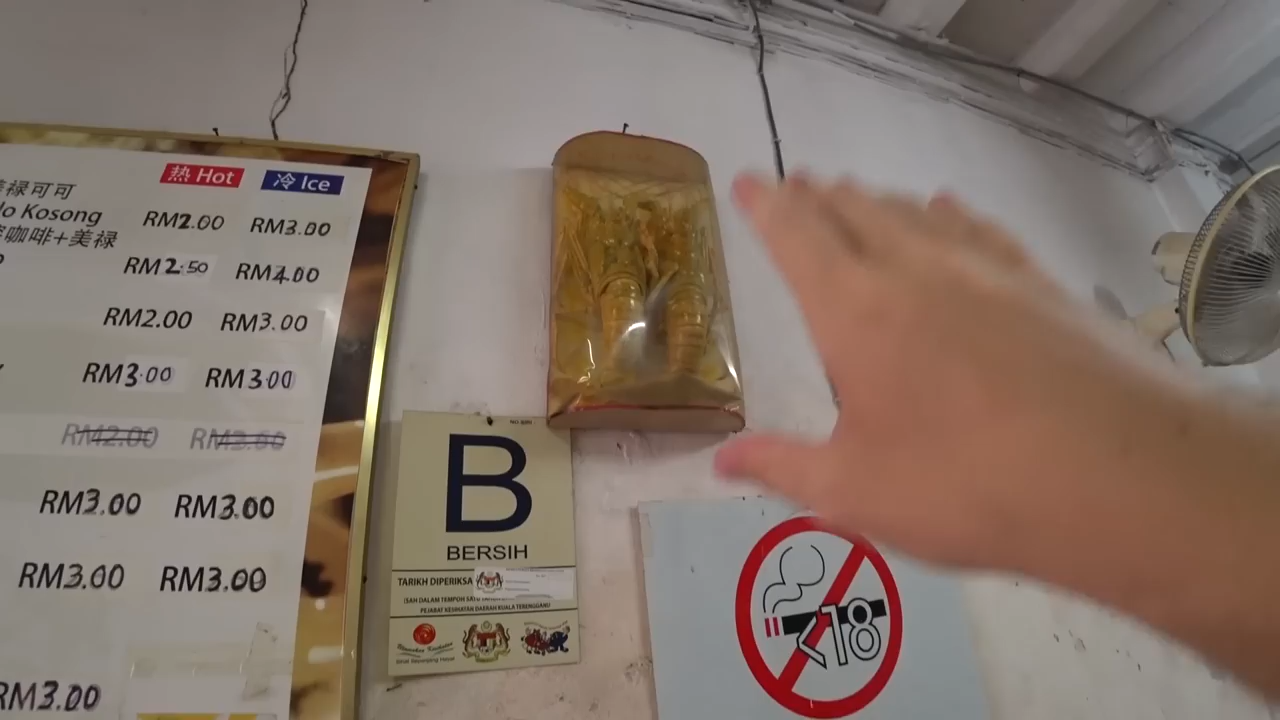 热 Hot 冷 Ice
禄可可
Kosong RM2.00 RM3.00
咖啡+美禄
RM2.50 RM4.00
RM2.00 RM3.00
RM3.00 RM3.00
RM2.00 RM3.00
RM3.00 RM3.00
RM3.00 RM3.00
RM3.00
B
BERSIH
TARIKH DIPERIKSA
PEJABAT KESIHATAN DAERAH KUALA TERENGGANU
<18